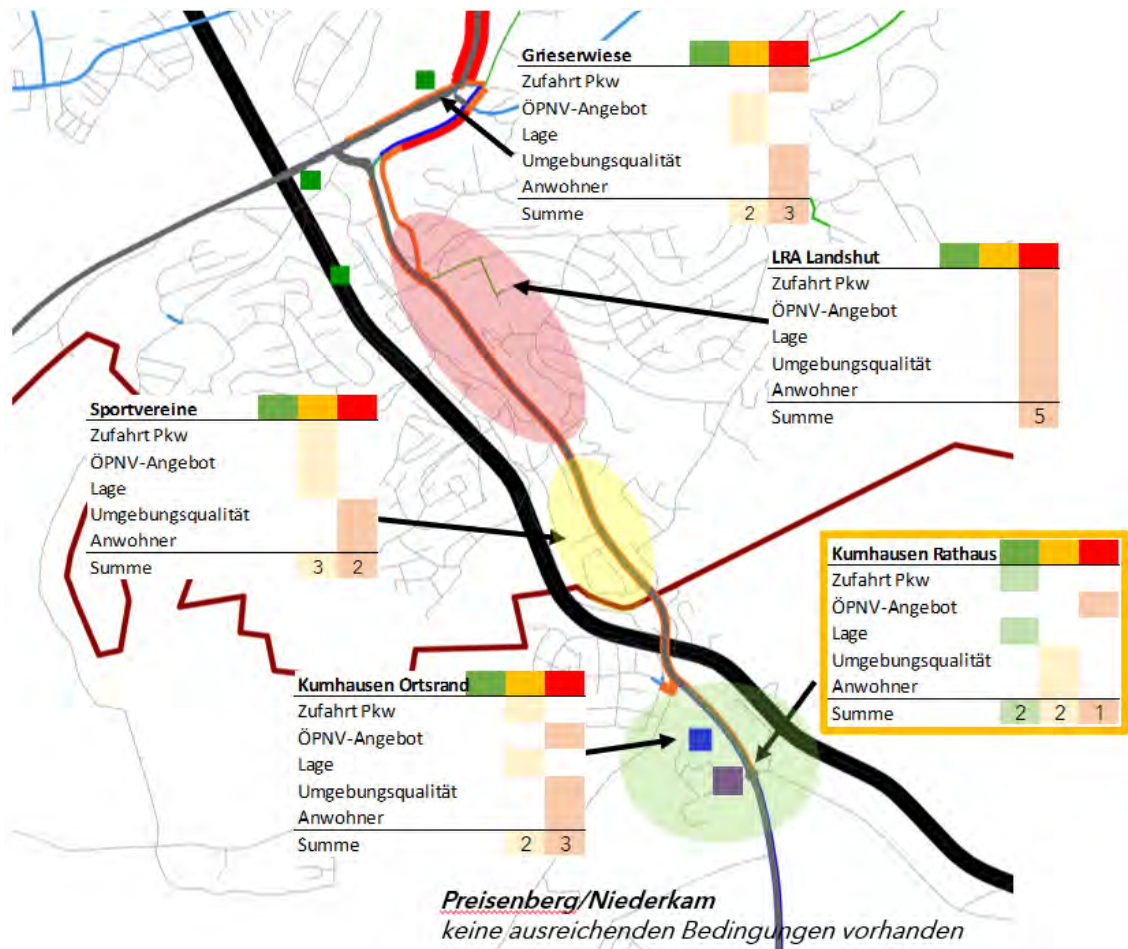 Grieserwiese
Zufahrt Pkw
ÖPNV-Angebot
Lage
Umgebungsqualität
Anwohner
Summe 2 3
LRA Landshut
Zufahrt Pkw
ÖPNV-Angebot
Lage
Umgebungsqualität
Anwohner
Summe 5
Sportvereine
Zufahrt Pkw
ÖPNV-Angebot
Lage
Umgebungsqualität
Anwohner
Summe 3 2
Kumhausen Rathaus
Zufahrt Pkw
ÖPNV-Angebot
Lage
Umgebungsqualität
Anwohner
Summe 2 2 1
Kumhausen Ortsrand
Zufahrt Pkw
ÖPNV-Angebot
Lage
Umgebungsqualität
Anwohner
Summe 2 3
Preisenberg/Niederkam
keine ausreichenden Bedingungen vorhanden